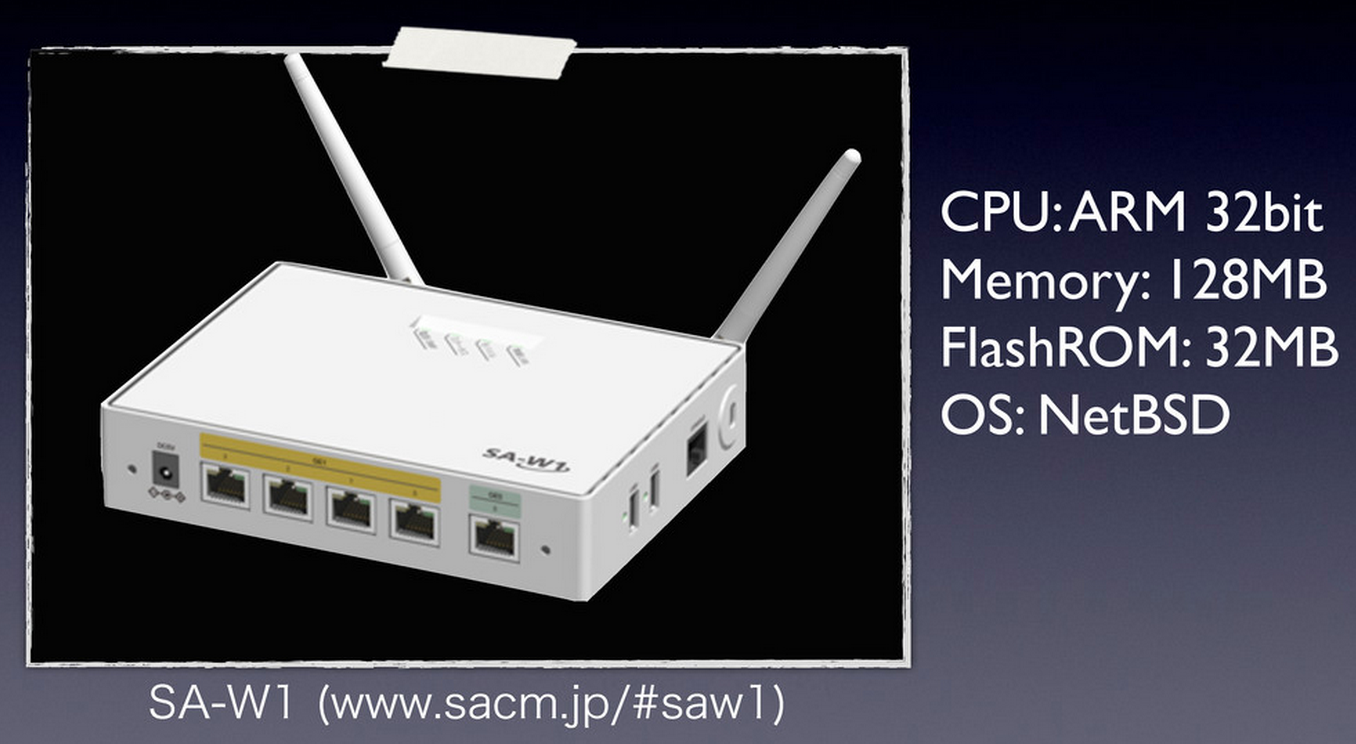 SA-W1
CPU: ARM 32bit
Memory: 128MB
FlashROM: 32MB
OS: NetBSD
SA-W1 (www.sacm.jp/#saw1)